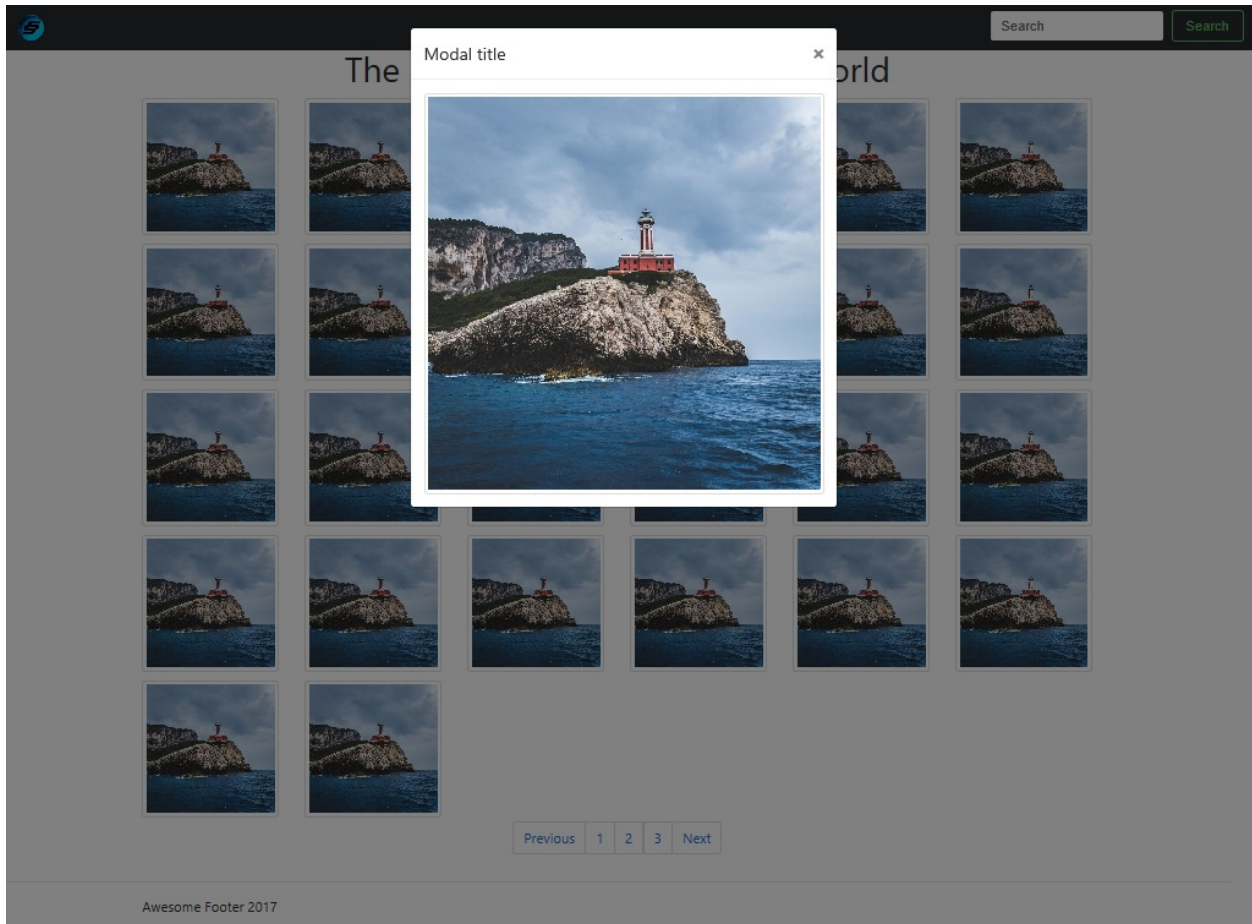 Search
Search
Modal title ×
The
orld
Previous 1 2 3 Next
Awesome Footer 2017